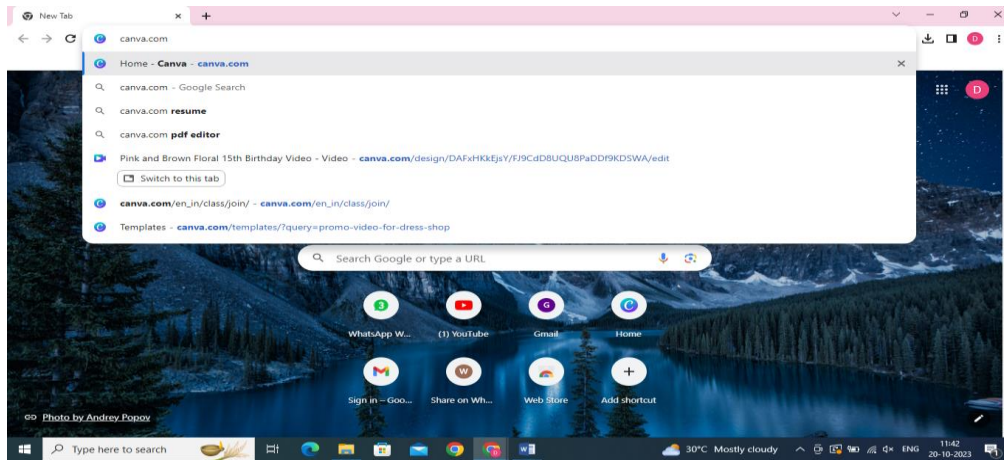 New Tab
canva.com
Home - Canva - canva.com
canva.com - Google Search
canva.com resume
canva.com pdf editor
Pink and Brown Floral 15th Birthday Video - Video - canva.com/design/DAFxHKkEjsY/FJ9CdD8UQU8PaDDf9KDSWA/edit
Switch to this tab
canva.com/en_in/class/join/ - canva.com/en_in/class/join/
Templates - canva.com/templates/?query=promo-video-for-dress-shop
D
D
Search Google or type a URL
3
G
WhatsApp W... (1) YouTube Gmail Home
W
Sign in – Goo... Share on Wh... Web Store Add shortcut
Photo by Andrey Popov
Type here to search 30°C Mostly cloudy ENG 11:42
20-10-2023